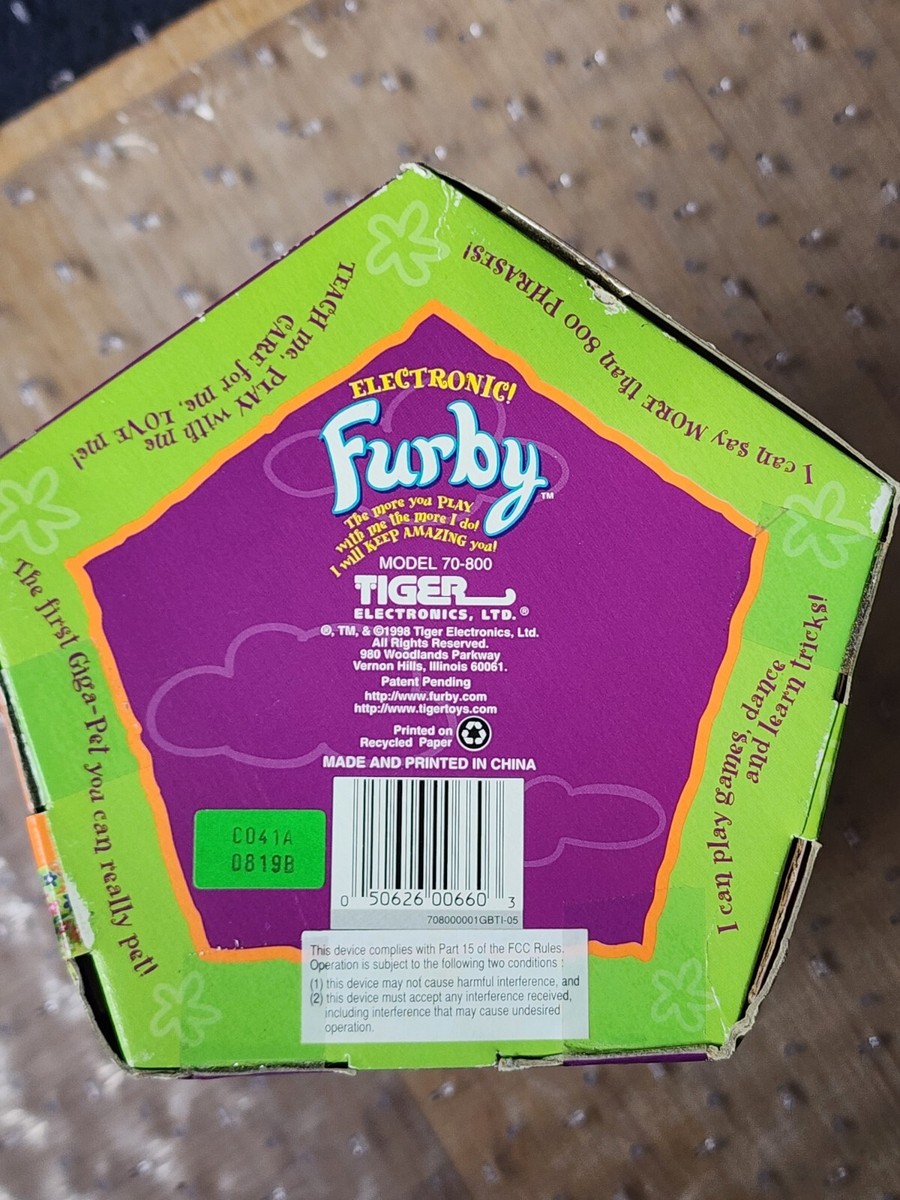 TEACH me, PLAY with me
CARE for me, LOVE me!
I can say MORE than 800 PHRASES!
ELECTRONIC!
Furby™
The more you PLAY
with me the more I do!
I will KEEP AMAZING you!
MODEL 70-800
TIGER
ELECTRONICS, LTD.®
®, TM, & ©1998 Tiger Electronics, Ltd.
All Rights Reserved.
980 Woodlands Parkway
Vernon Hills, Illinois 60061.
Patent Pending
http://www.furby.com
http://www.tigertoys.com
Printed on
Recycled Paper
MADE AND PRINTED IN CHINA
The first Giga-Pet you can really pet!
I can play games, dance
and learn tricks!
C041A
0819B
0 50626 00660 3
708000001GBTI-05
This device complies with Part 15 of the FCC Rules.
Operation is subject to the following two conditions :
(1) this device may not cause harmful interference, and
(2) this device must accept any interference received,
including interference that may cause undesired
operation.